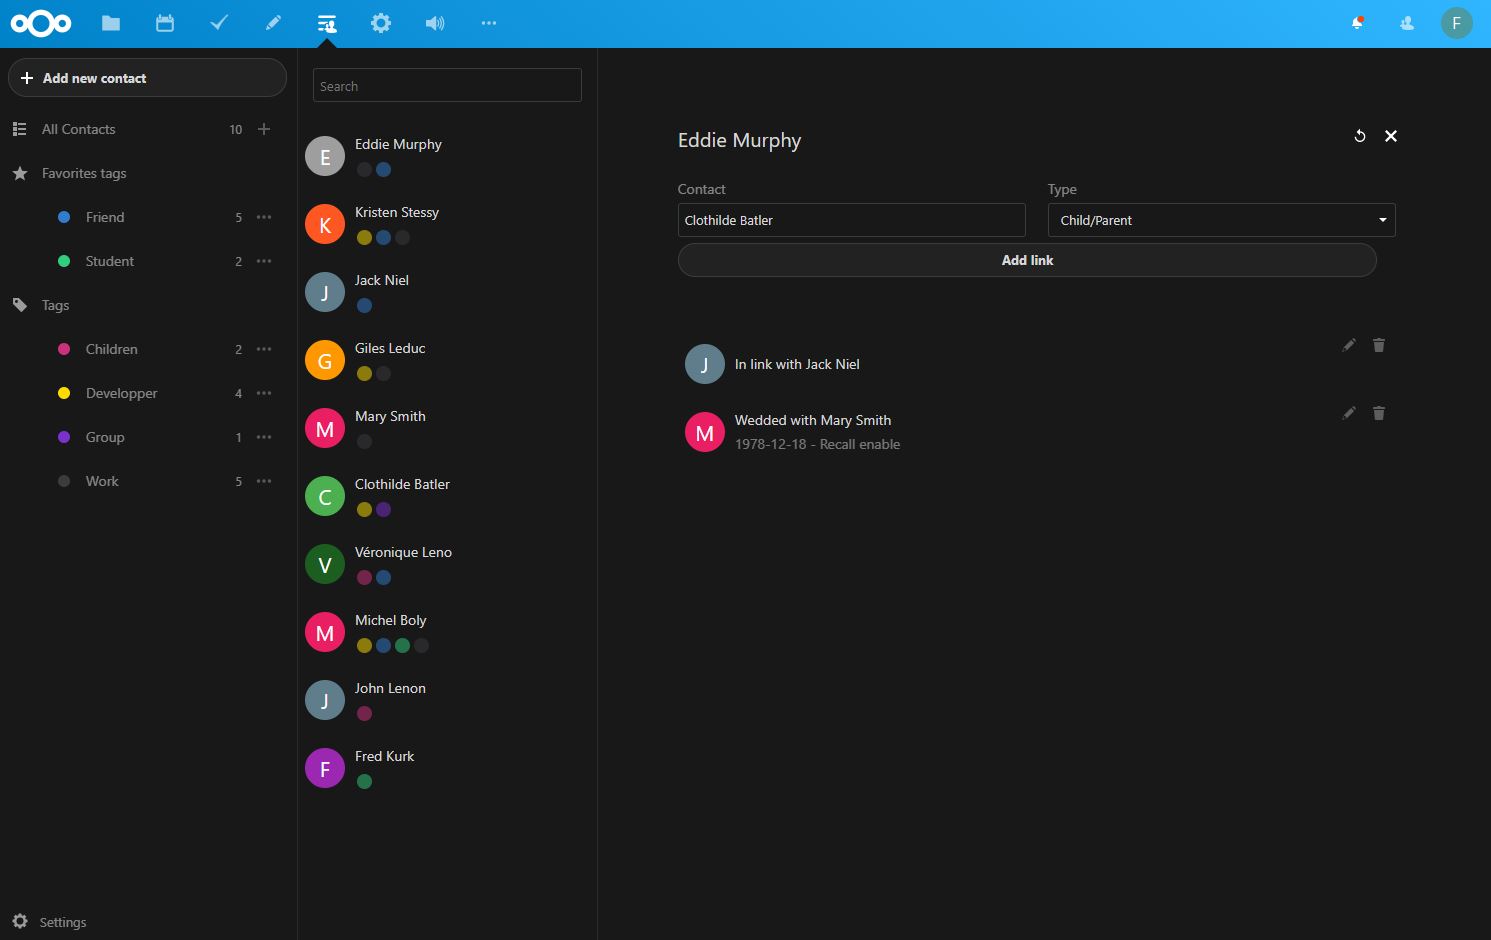 F
Add new contact
All Contacts 10
Favorites tags
Friend 5
Student 2
Tags
Children 2
Developper 4
Group 1
Work 5
Settings
Search
E Eddie Murphy
K Kristen Stessy
J Jack Niel
G Giles Leduc
M Mary Smith
C Clothilde Batler
V Véronique Leno
M Michel Boly
J John Lenon
F Fred Kurk
Eddie Murphy
Contact Type
Clothilde Batler Child/Parent
Add link
J In link with Jack Niel
M Wedded with Mary Smith
1978-12-18 - Recall enable